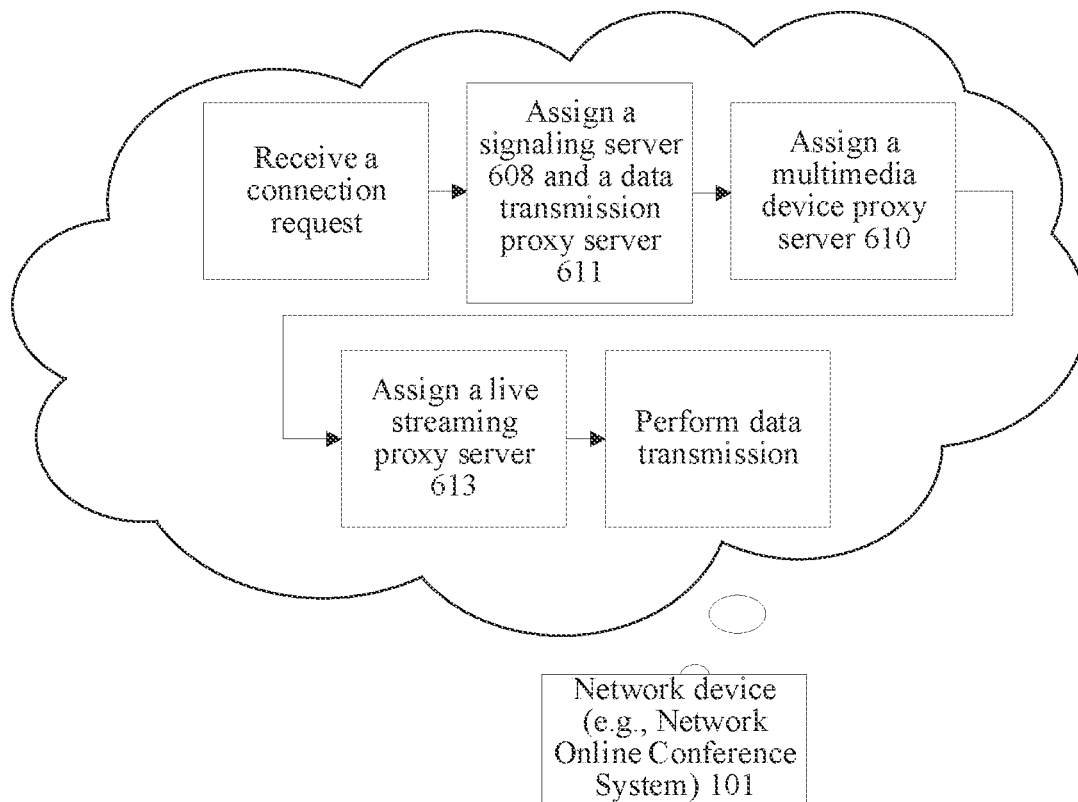 Receive a
connection
request
Assign a
signaling server
608 and a data
transmission
proxy server
611
Assign a
multimedia
device proxy
server 610
Assign a live
streaming
proxy server
613
Perform data
transmission
Network device
(e.g., Network
Online Conference
System) 101